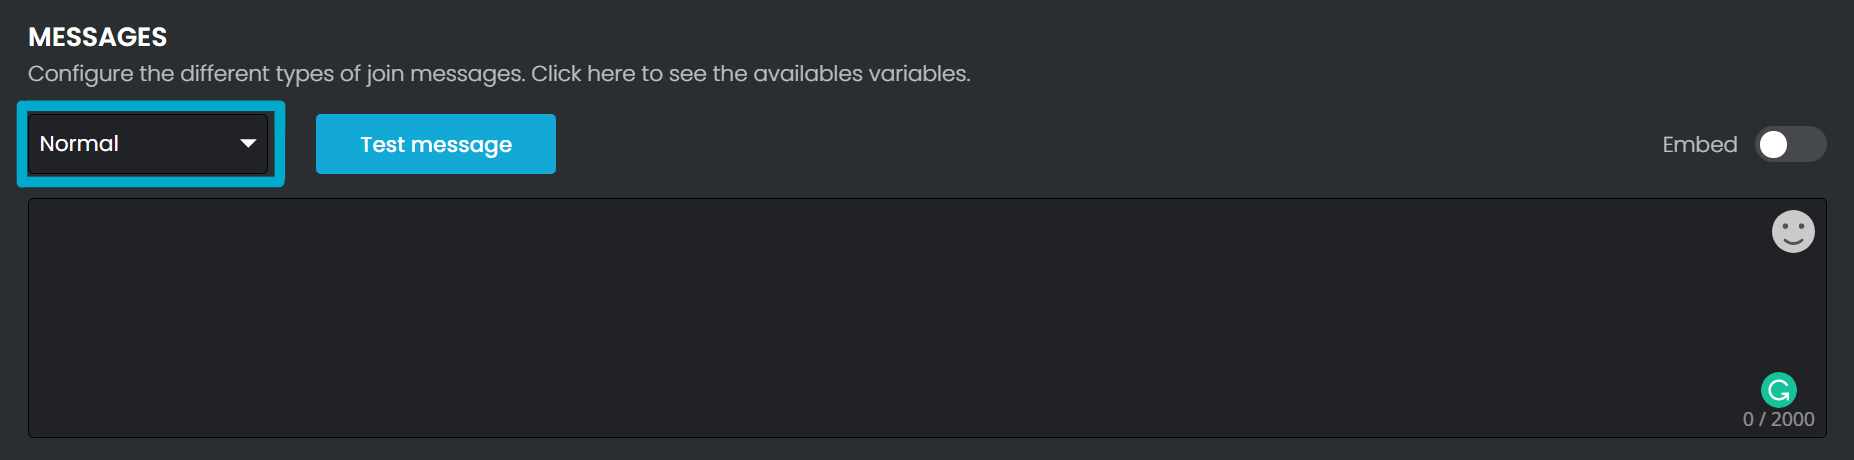 MESSAGES
Configure the different types of join messages. Click here to see the availables variables.
Normal
Test message
Embed
0 / 2000